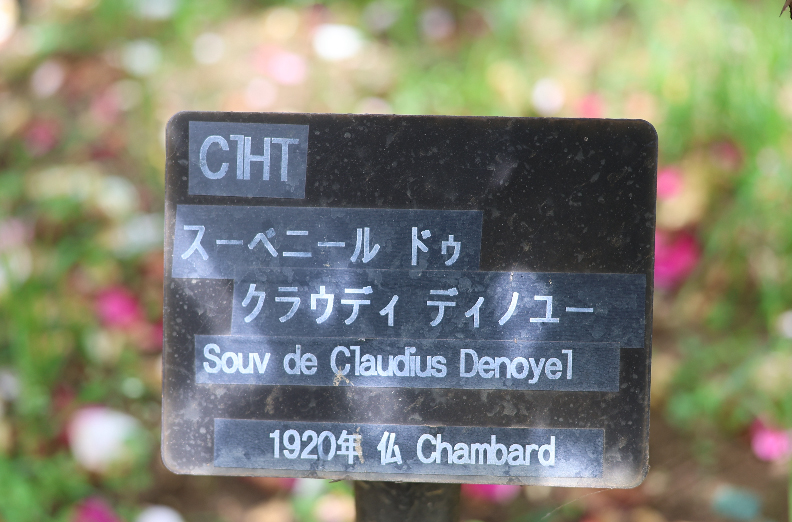 ClHT
スーベニール ドゥ
クラウディ ディノユー
Souv de Claudius Denoyel
1920年 仏 Chambard